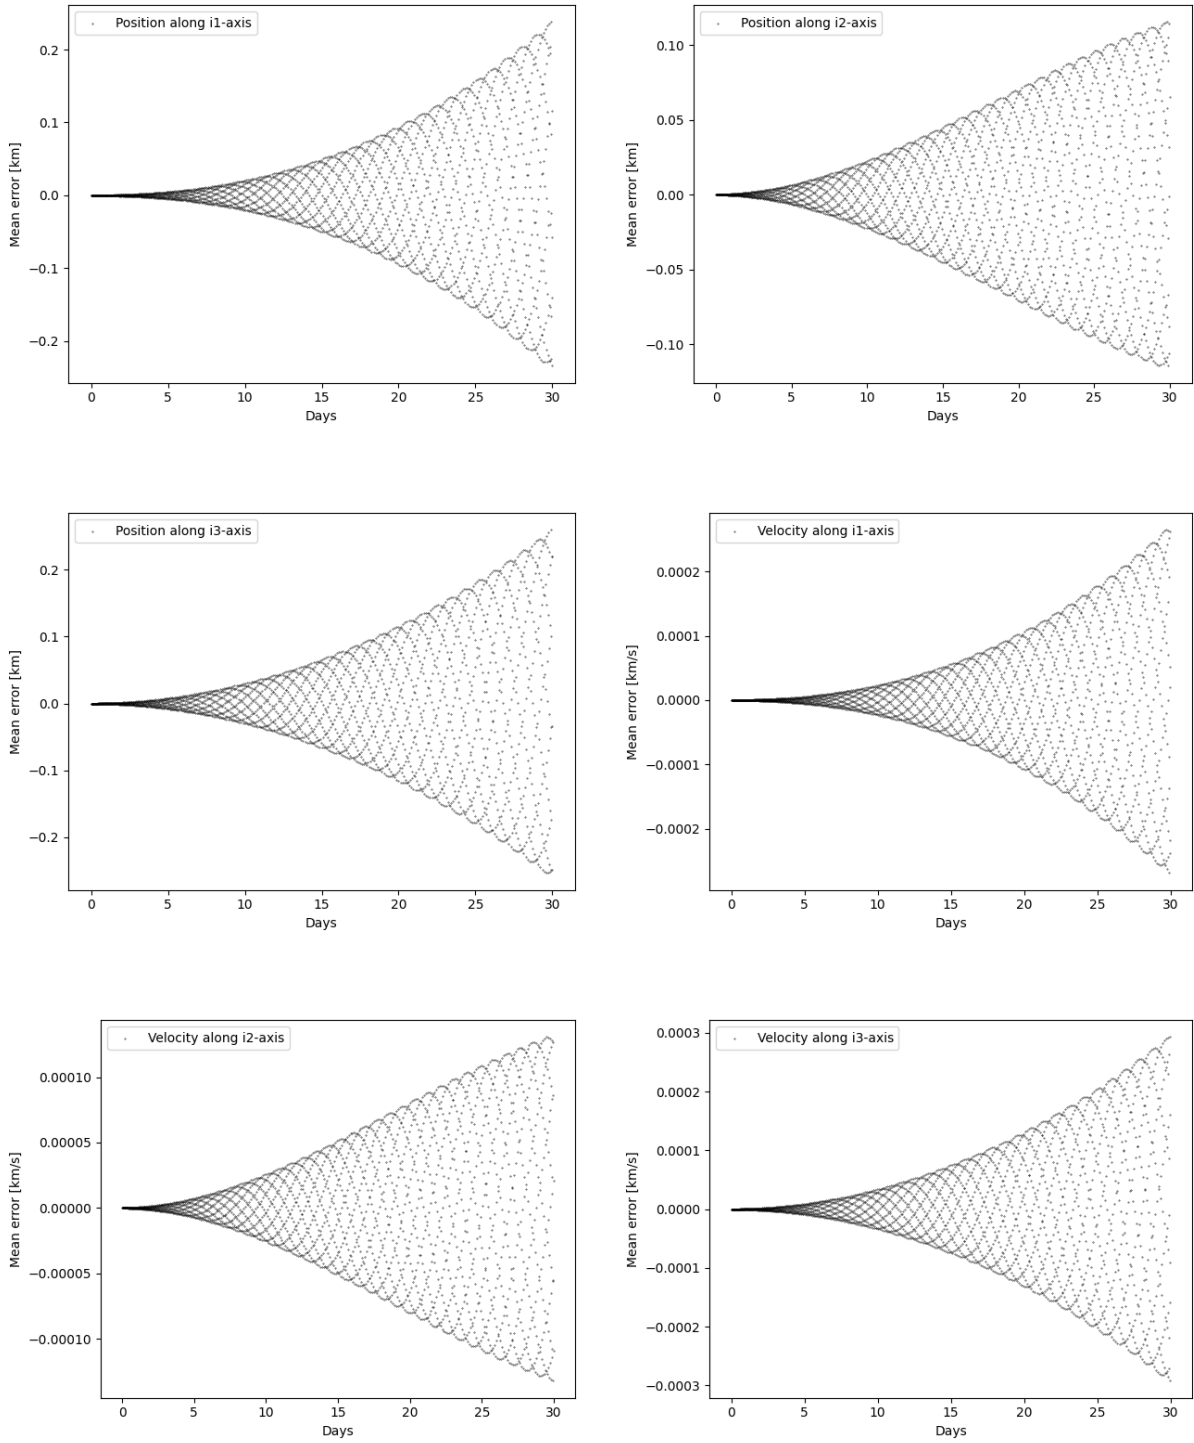 Position along i1-axis
Mean error [km]
0.2
0.1
0.0
−0.1
−0.2
0 5 10 15 20 25 30
Days
Position along i2-axis
Mean error [km]
0.10
0.05
0.00
−0.05
−0.10
0 5 10 15 20 25 30
Days
Position along i3-axis
Mean error [km]
0.2
0.1
0.0
−0.1
−0.2
0 5 10 15 20 25 30
Days
Velocity along i1-axis
Mean error [km/s]
0.0002
0.0001
0.0000
−0.0001
−0.0002
0 5 10 15 20 25 30
Days
Velocity along i2-axis
Mean error [km/s]
0.00010
0.00005
0.00000
−0.00005
−0.00010
0 5 10 15 20 25 30
Days
Velocity along i3-axis
Mean error [km/s]
0.0003
0.0002
0.0001
0.0000
−0.0001
−0.0002
−0.0003
0 5 10 15 20 25 30
Days